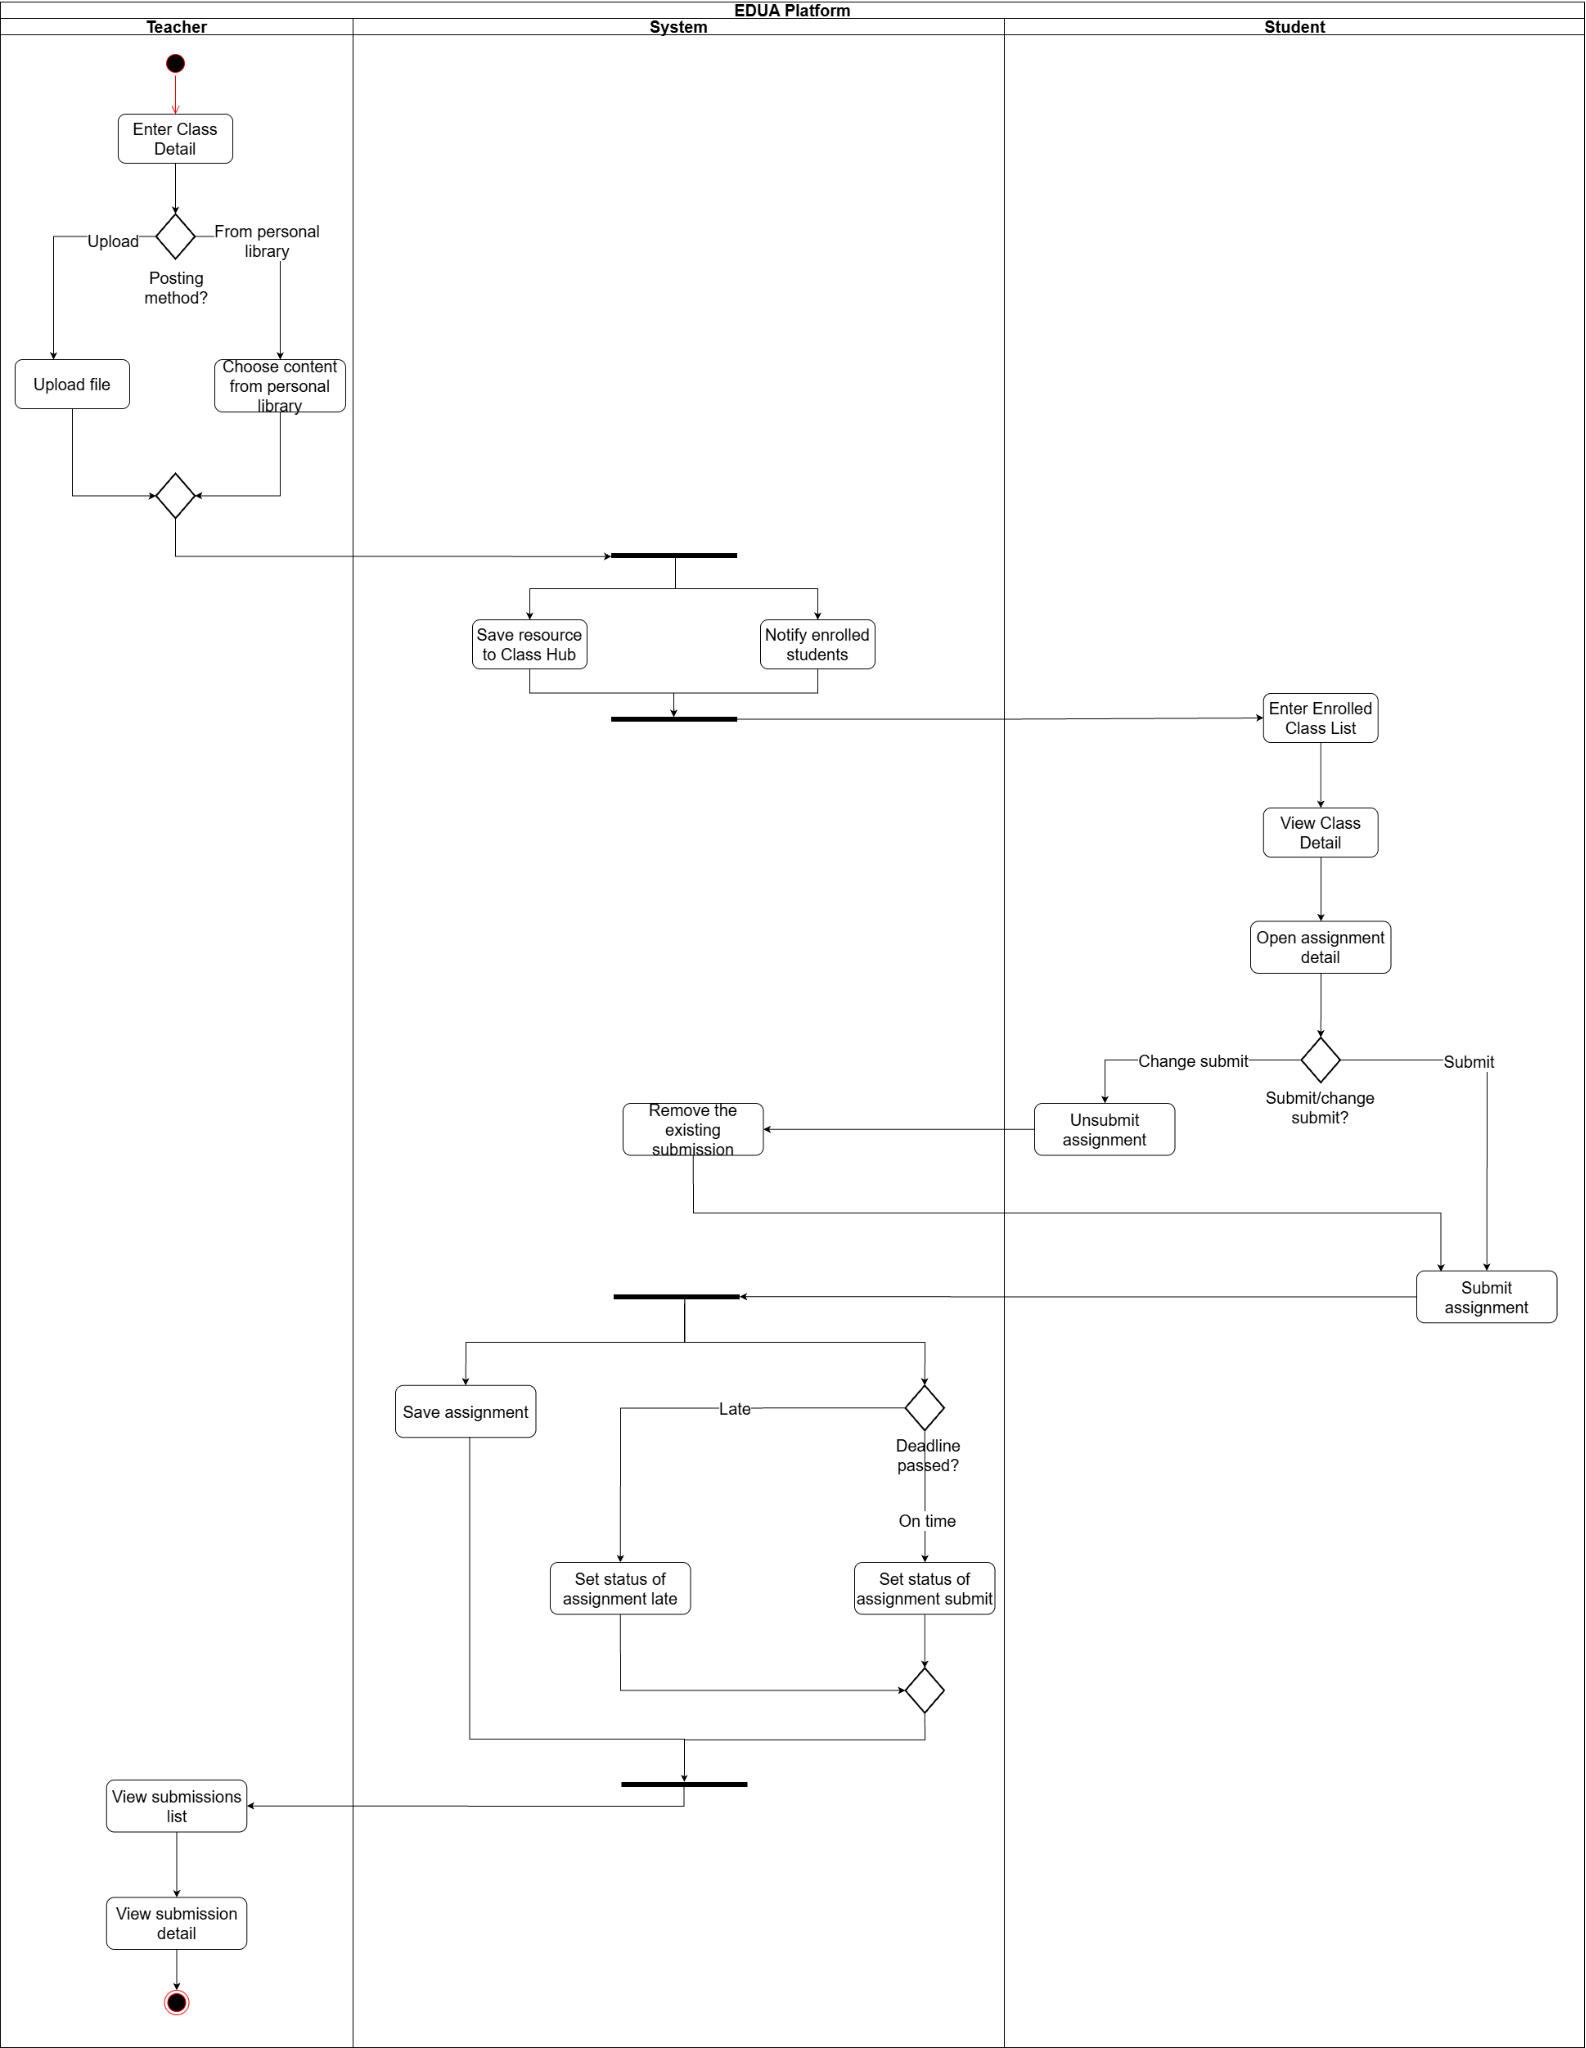 EDUA Platform
Teacher
System
Student
Enter Class
Detail
Upload
From personal
library
Posting
method?
Upload file
Choose content
from personal
library
Save resource
to Class Hub
Notify enrolled
students
Enter Enrolled
Class List
View Class
Detail
Open assignment
detail
Change submit
Submit
Submit/change
submit?
Remove the
existing
submission
Unsubmit
assignment
Submit
assignment
Save assignment
Late
Deadline
passed?
On time
Set status of
assignment late
Set status of
assignment submit
View submissions
list
View submission
detail